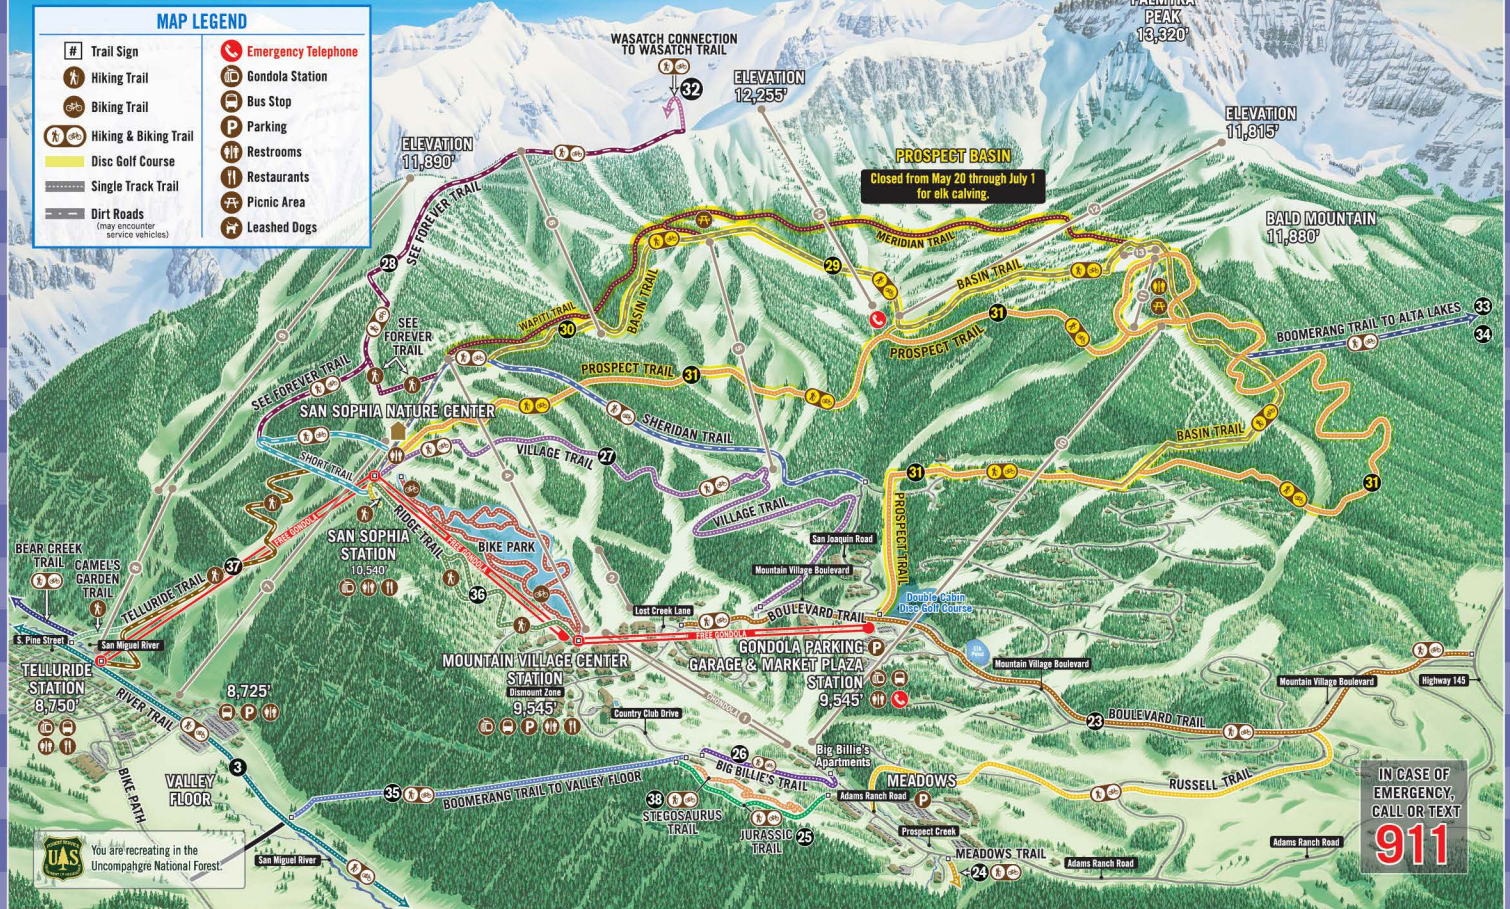 MAP LEGEND
# Trail Sign
Hiking Trail
Biking Trail
Hiking & Biking Trail
Disc Golf Course
Single Track Trail
Dirt Roads
(may encounter
service vehicles)
Emergency Telephone
Gondola Station
Bus Stop
P Parking
Restrooms
Restaurants
Picnic Area
Leashed Dogs
PALMYRA
PEAK
13,320'
WASATCH CONNECTION
TO WASATCH TRAIL
32
ELEVATION
12,255'
ELEVATION
11,815'
ELEVATION
11,890'
PROSPECT BASIN
Closed from May 20 through July 1
for elk calving.
BALD MOUNTAIN
11,880'
SEE FOREVER TRAIL
28
MERIDIAN TRAIL
29
BASIN TRAIL
BASIN TRAIL
WAPITI TRAIL
30
31
PROSPECT TRAIL
BOOMERANG TRAIL TO ALTA LAKES
33
34
SEE
FOREVER
TRAIL
SEE FOREVER TRAIL
PROSPECT TRAIL
31
SAN SOPHIA NATURE CENTER
SHERIDAN TRAIL
BASIN TRAIL
SHORT TRAIL
VILLAGE TRAIL
27
31
31
VILLAGE TRAIL
PROSPECT TRAIL
FREE GONDOLA
RIDGE TRAIL
FREE GONDOLA
BIKE PARK
SAN SOPHIA
STATION
10,540'
San Joaquin Road
Mountain Village Boulevard
BEAR CREEK
TRAIL
CAMEL'S
GARDEN
TRAIL
37
TELLURIDE TRAIL
36
2
Lost Creek Lane
BOULEVARD TRAIL
Double Cabin
Disc Golf Course
S. Pine Street
San Miguel River
FREE GONDOLA
Elk
Pond
Mountain Village Boulevard
TELLURIDE
STATION
8,750'
MOUNTAIN VILLAGE CENTER
STATION
Dismount Zone
9,545'
P
GONDOLA PARKING
GARAGE & MARKET PLAZA
STATION
9,545'
P
Mountain Village Boulevard
Highway 145
RIVER TRAIL
8,725'
P
Country Club Drive
CHONDOLA 1
23
BOULEVARD TRAIL
3
VALLEY
FLOOR
BIKE PATH
35
BOOMERANG TRAIL TO VALLEY FLOOR
26
BIG BILLIE'S TRAIL
Big Billie's
Apartments
MEADOWS
P
Adams Ranch Road
RUSSELL TRAIL
38
STEGOSAURUS
TRAIL
JURASSIC
TRAIL
25
Prospect Creek
MEADOWS TRAIL
24
Adams Ranch Road
Adams Ranch Road
IN CASE OF
EMERGENCY,
CALL OR TEXT
911
FOREST SERVICE
UAS
You are recreating in the
Uncompahgre National Forest.
San Miguel River